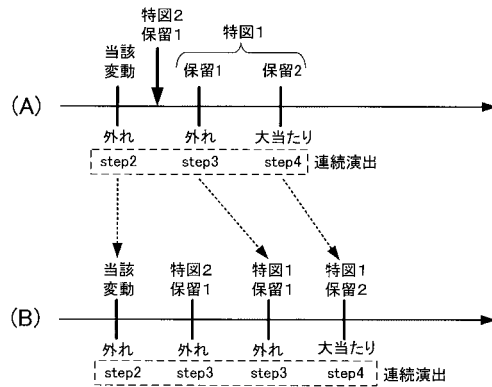 特図2
保留1
特図1
当該
変動
保留1
保留2
(A)
外れ
外れ
大当たり
step2
step3
step4
連続演出
当該
変動
特図2
保留1
特図1
保留1
特図1
保留2
(B)
外れ
外れ
外れ
大当たり
step2
step3
step3
step4
連続演出